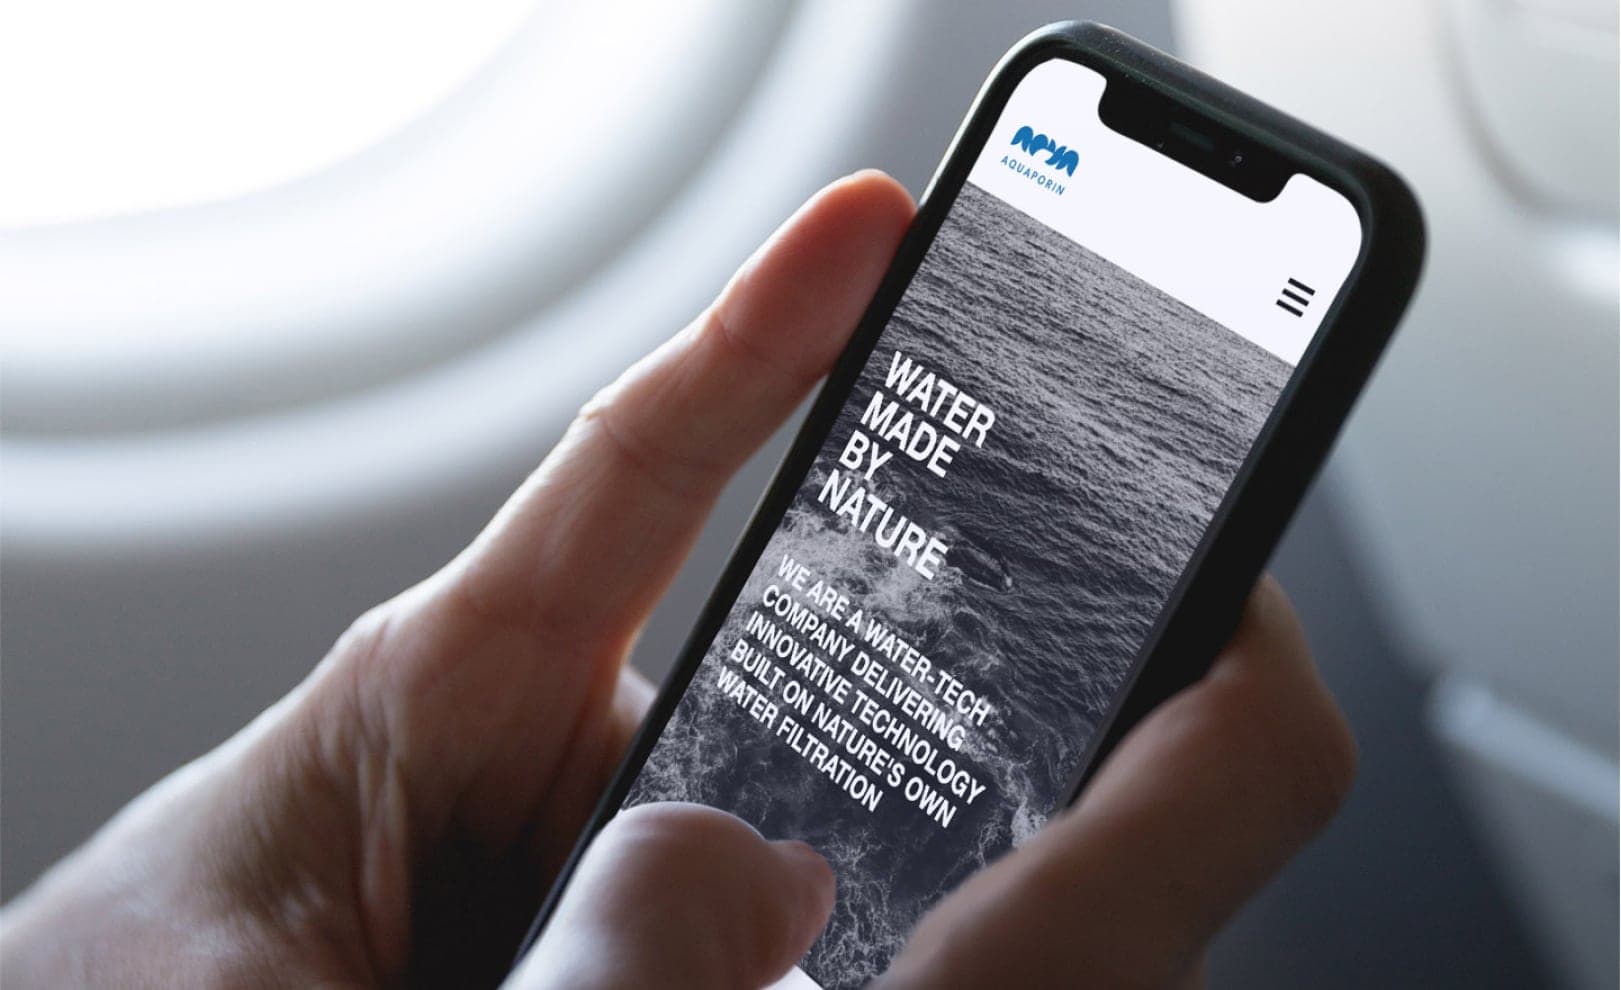 AQUAPORIN
WATER
MADE
BY
NATURE
WE ARE A WATER-TECH
COMPANY DELIVERING
INNOVATIVE TECHNOLOGY
BUILT ON NATURE'S OWN
WATER FILTRATION